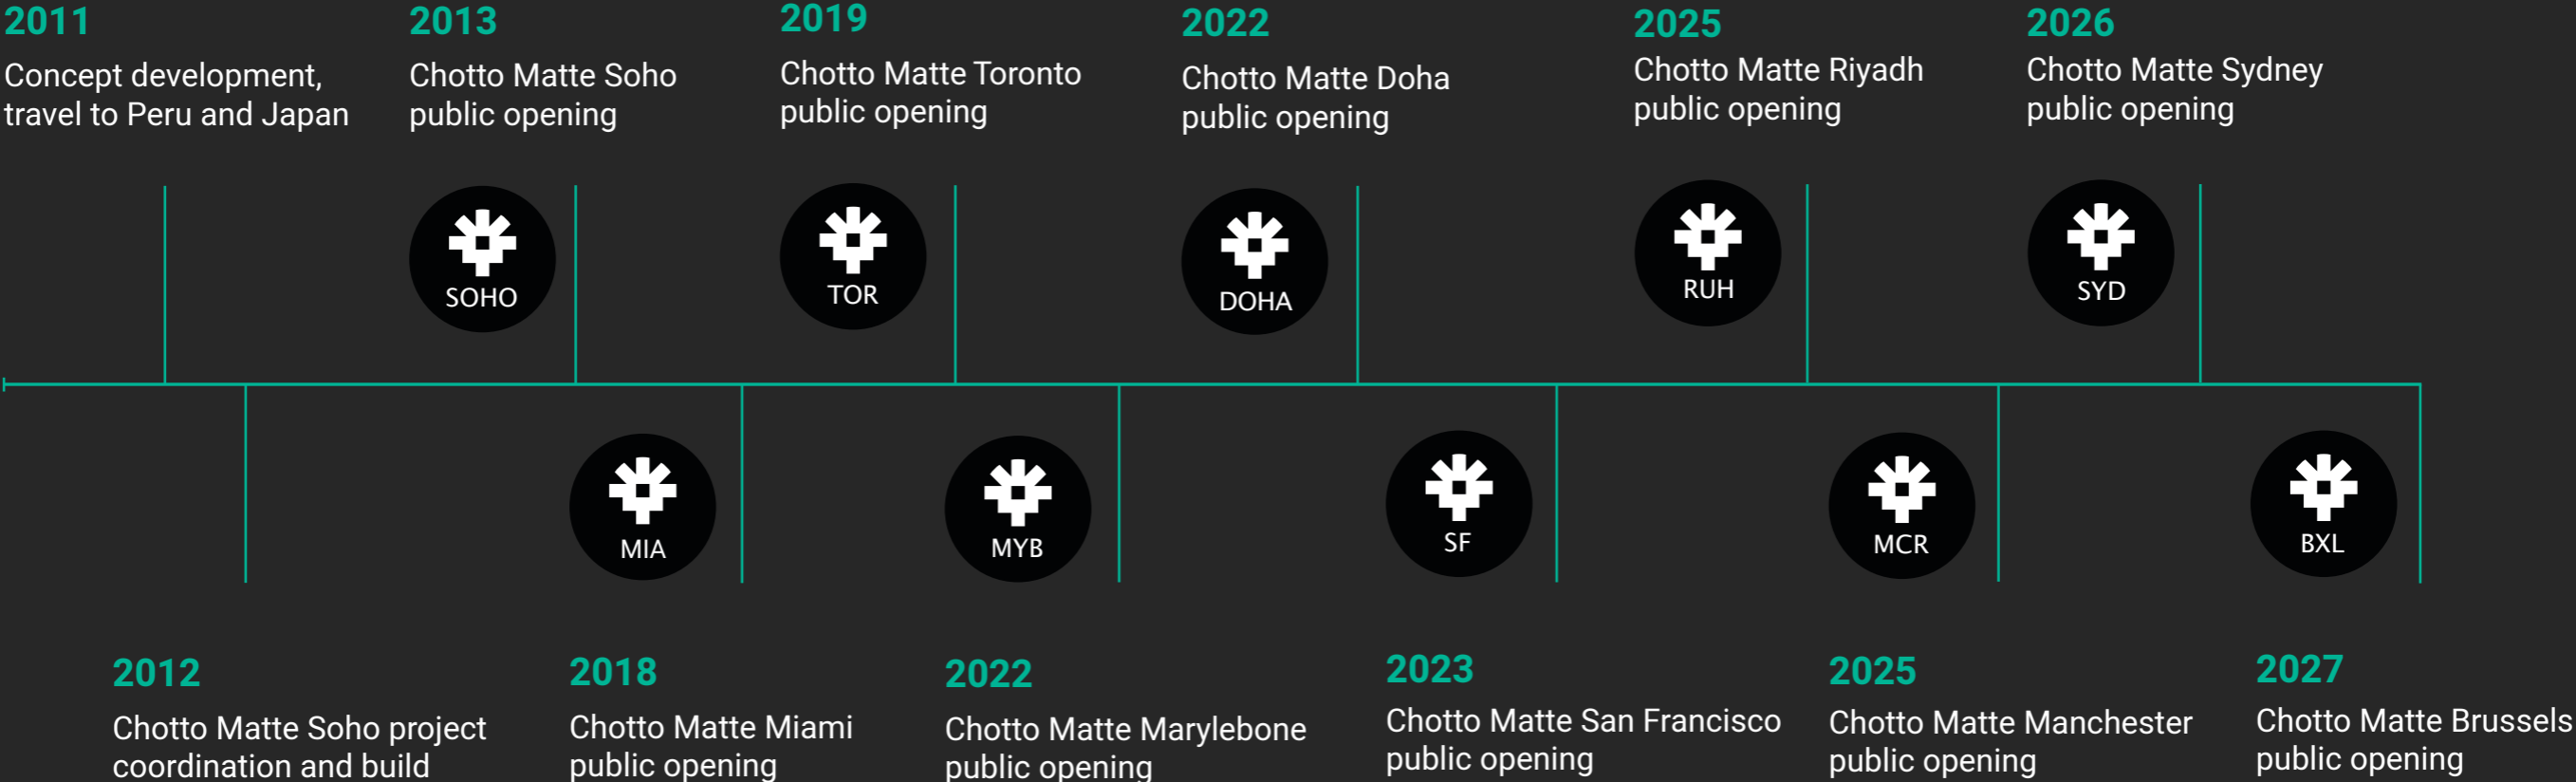 2011
Concept development,
travel to Peru and Japan
2013
Chotto Matte Soho
public opening
2019
Chotto Matte Toronto
public opening
2022
Chotto Matte Doha
public opening
2025
Chotto Matte Riyadh
public opening
2026
Chotto Matte Sydney
public opening
SOHO
TOR
DOHA
RUH
SYD
MIA
MYB
SF
MCR
BXL
2012
Chotto Matte Soho project
coordination and build
2018
Chotto Matte Miami
public opening
2022
Chotto Matte Marylebone
public opening
2023
Chotto Matte San Francisco
public opening
2025
Chotto Matte Manchester
public opening
2027
Chotto Matte Brussels
public opening